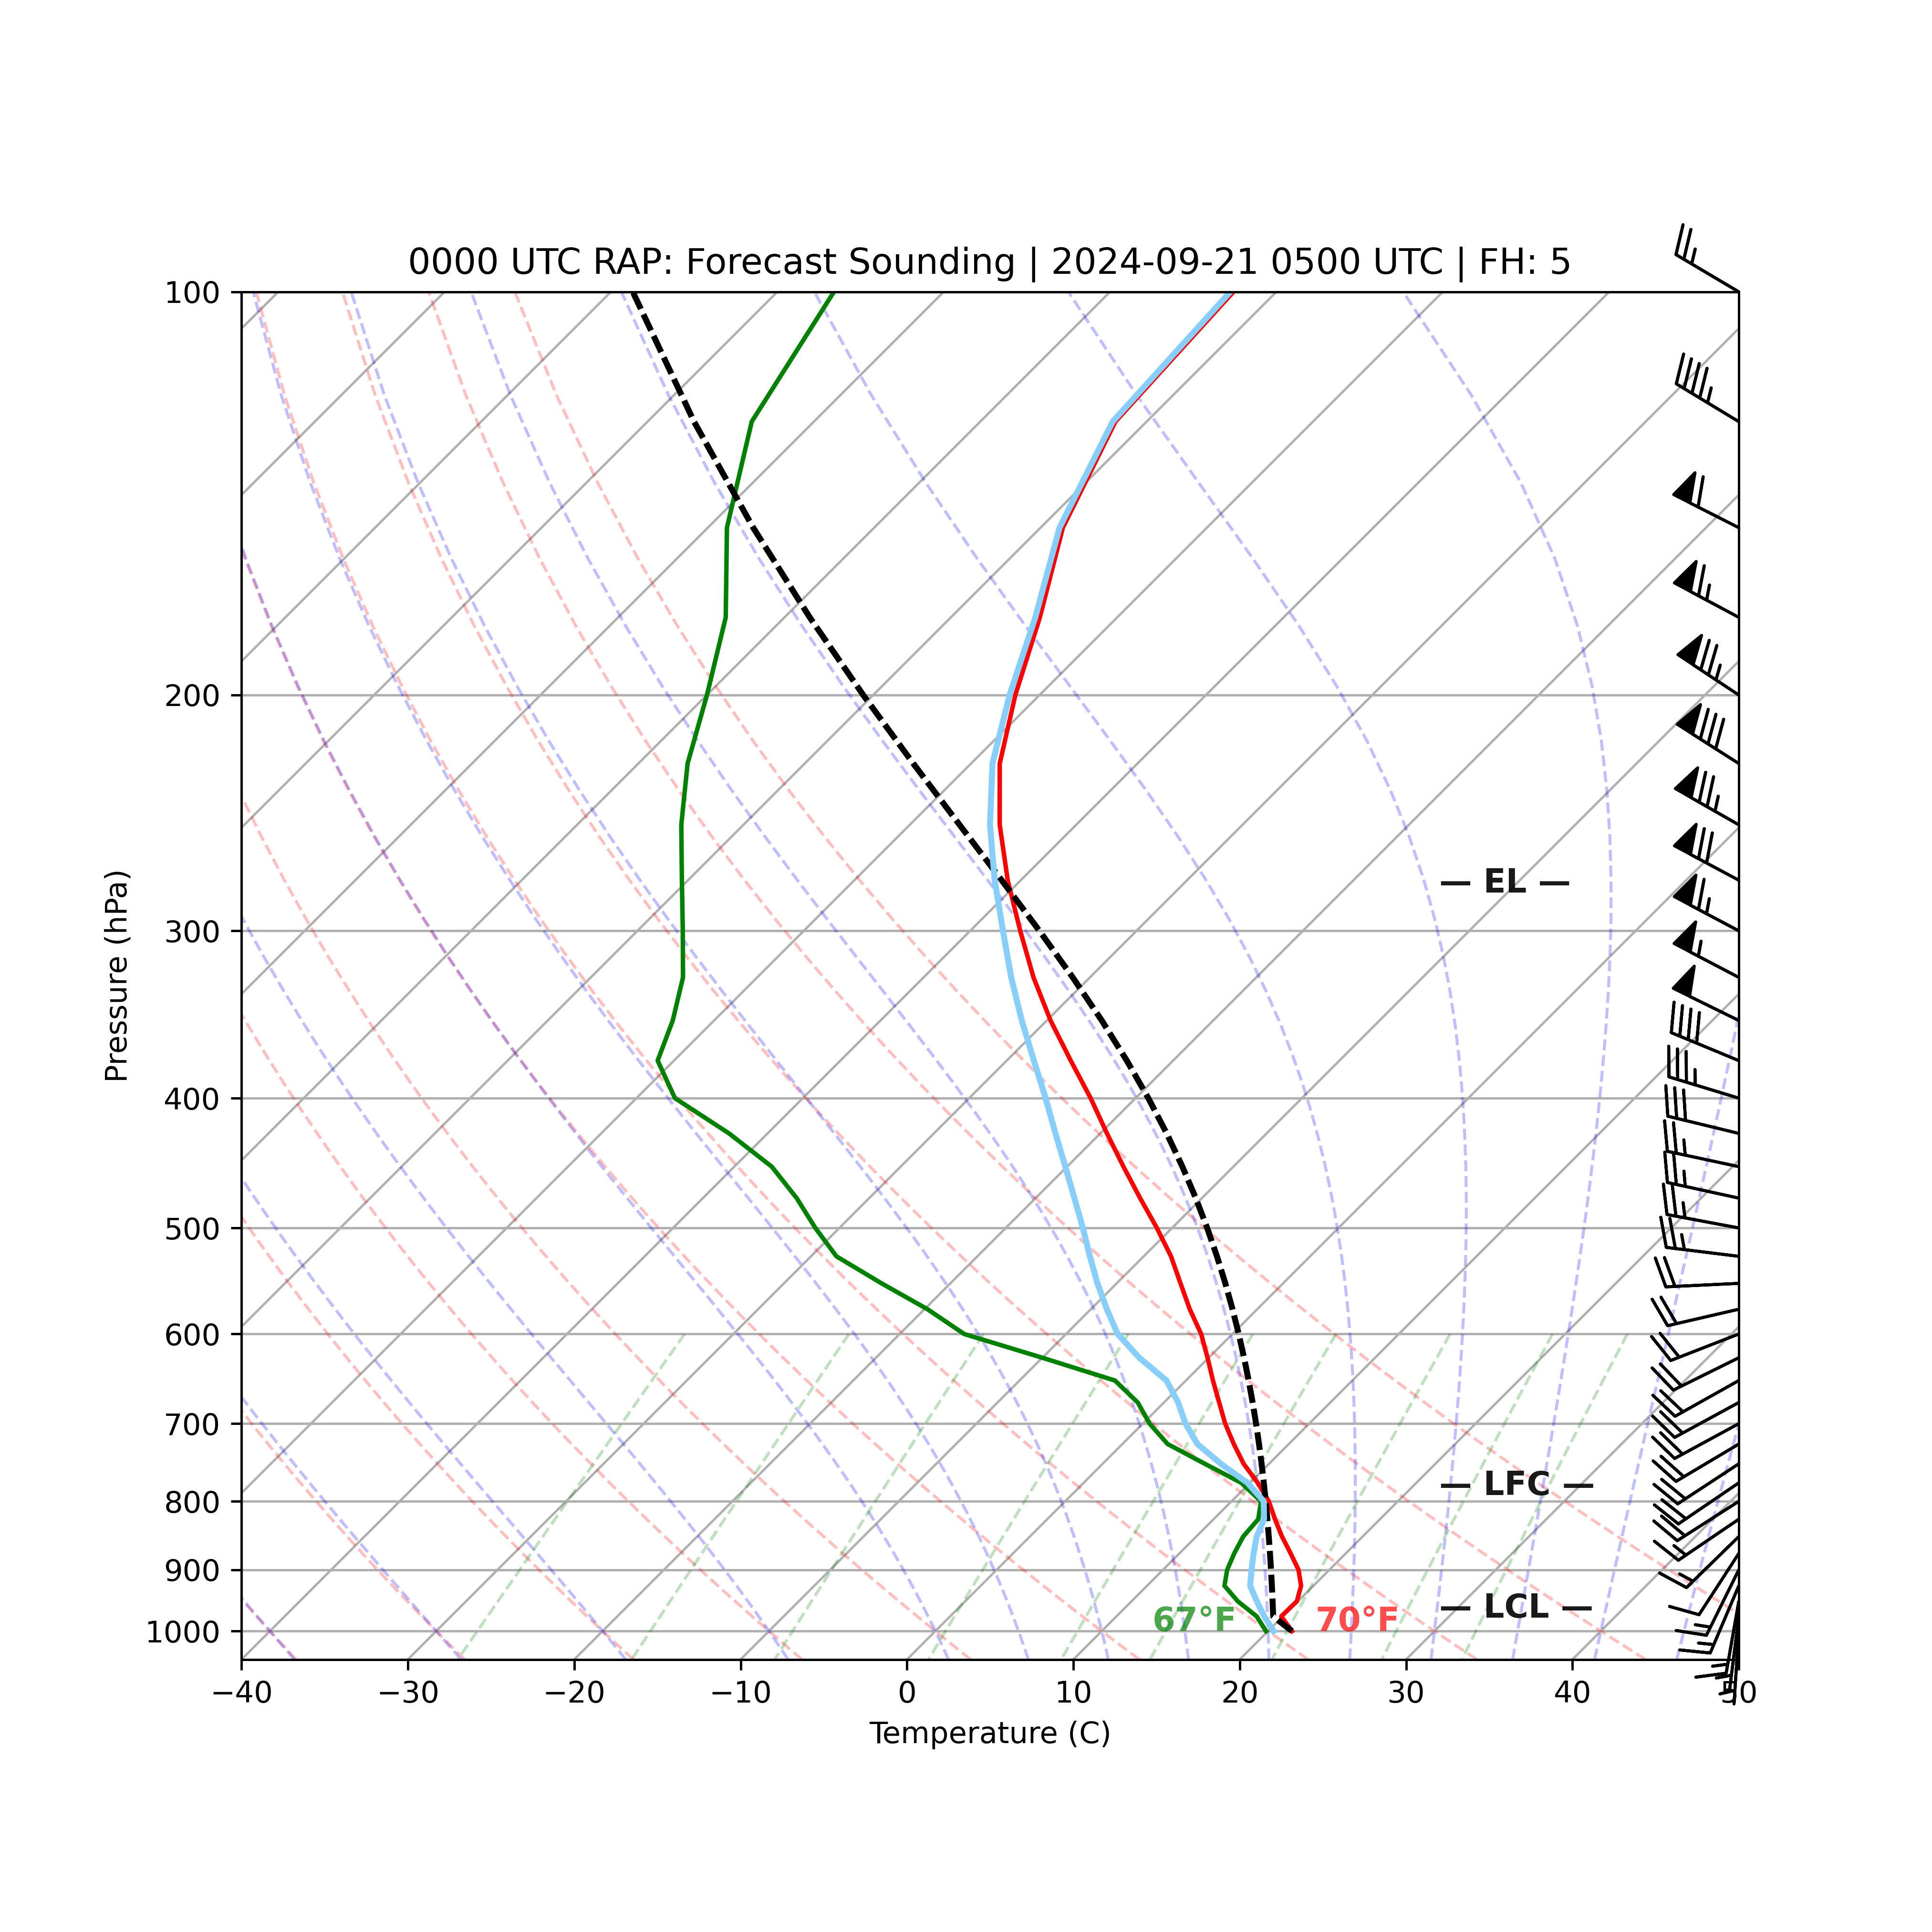 0000 UTC RAP: Forecast Sounding | 2024-09-21 0500 UTC | FH: 5
100
200
300
400
500
600
700
800
900
1000
Pressure (hPa)
— EL —
— LFC —
— LCL —
67°F
70°F
−40 −30 −20 −10 0 10 20 30 40 50
Temperature (C)